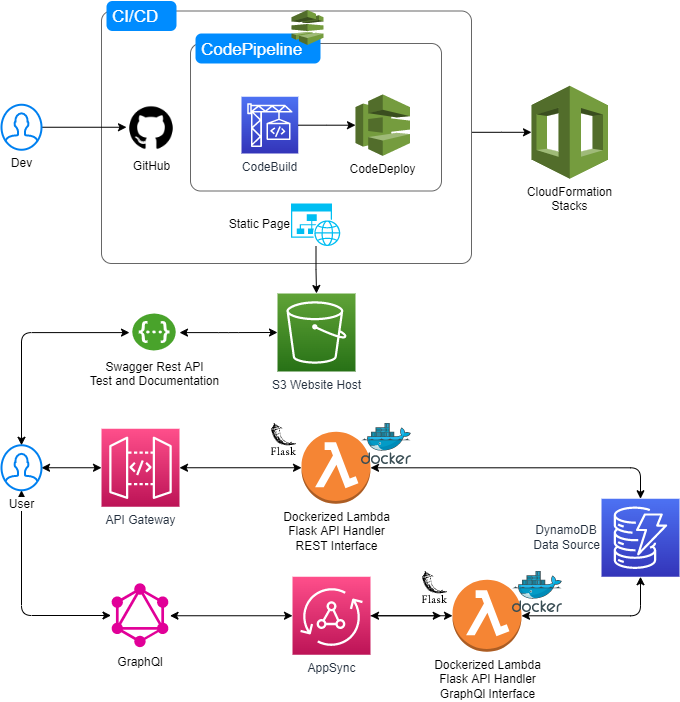 CI/CD
CodePipeline
Dev
GitHub
CodeBuild
CodeDeploy
CloudFormation
Stacks
Static Page
Swagger Rest API
Test and Documentation
S3 Website Host
User
API Gateway
Flask
docker
Dockerized Lambda
Flask API Handler
REST Interface
DynamoDB
Data Source
GraphQl
AppSync
Flask
docker
Dockerized Lambda
Flask API Handler
GraphQl Interface